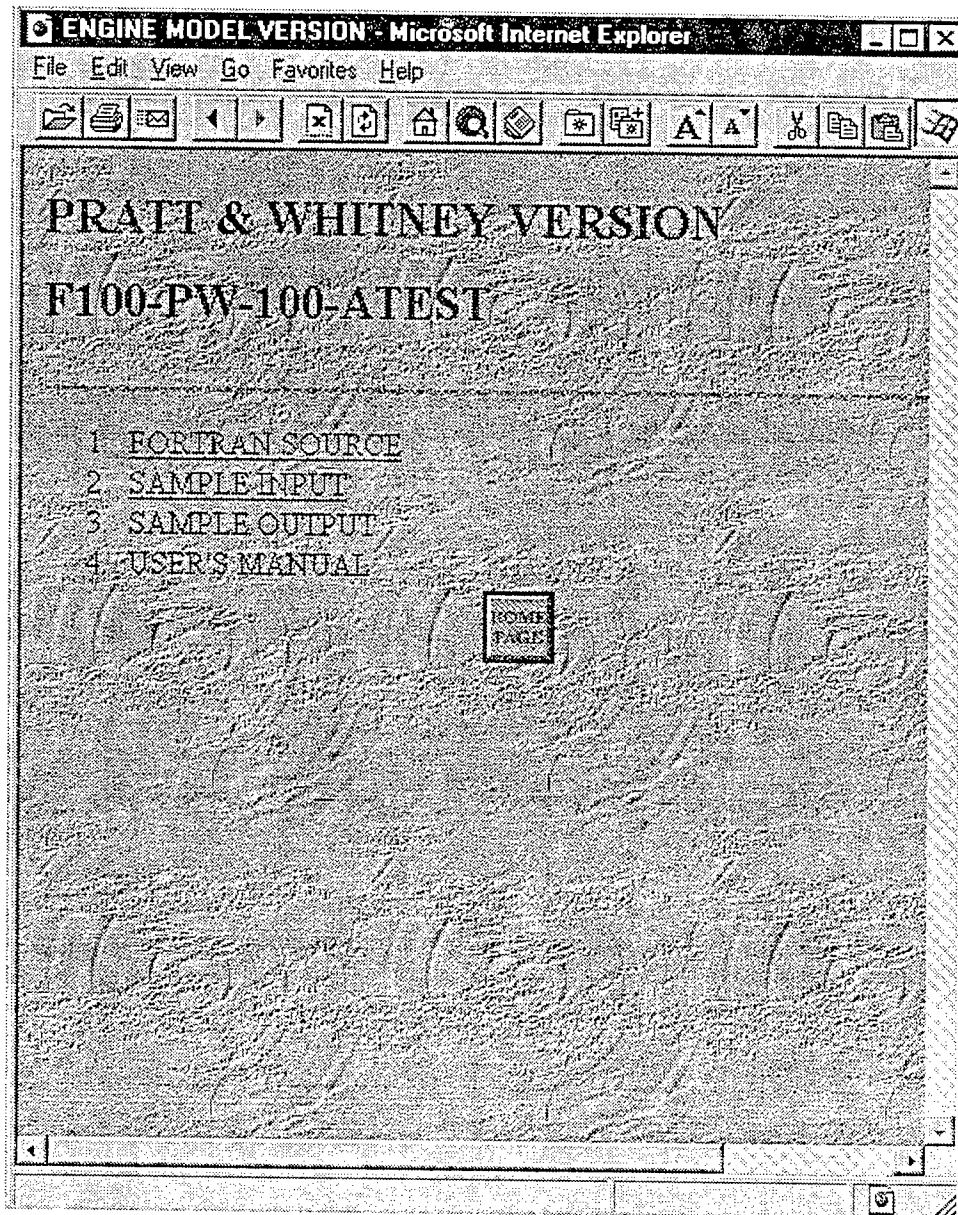 ENGINE MODEL VERSION - Microsoft Internet Explorer
File Edit View Go Favorites Help
PRATT & WHITNEY VERSION
F100-PW-100-ATEST
1 FORTRAN SOURCE
2 SAMPLE INPUT
3 SAMPLE OUTPUT
4 USER'S MANUAL
HOME
PAGE